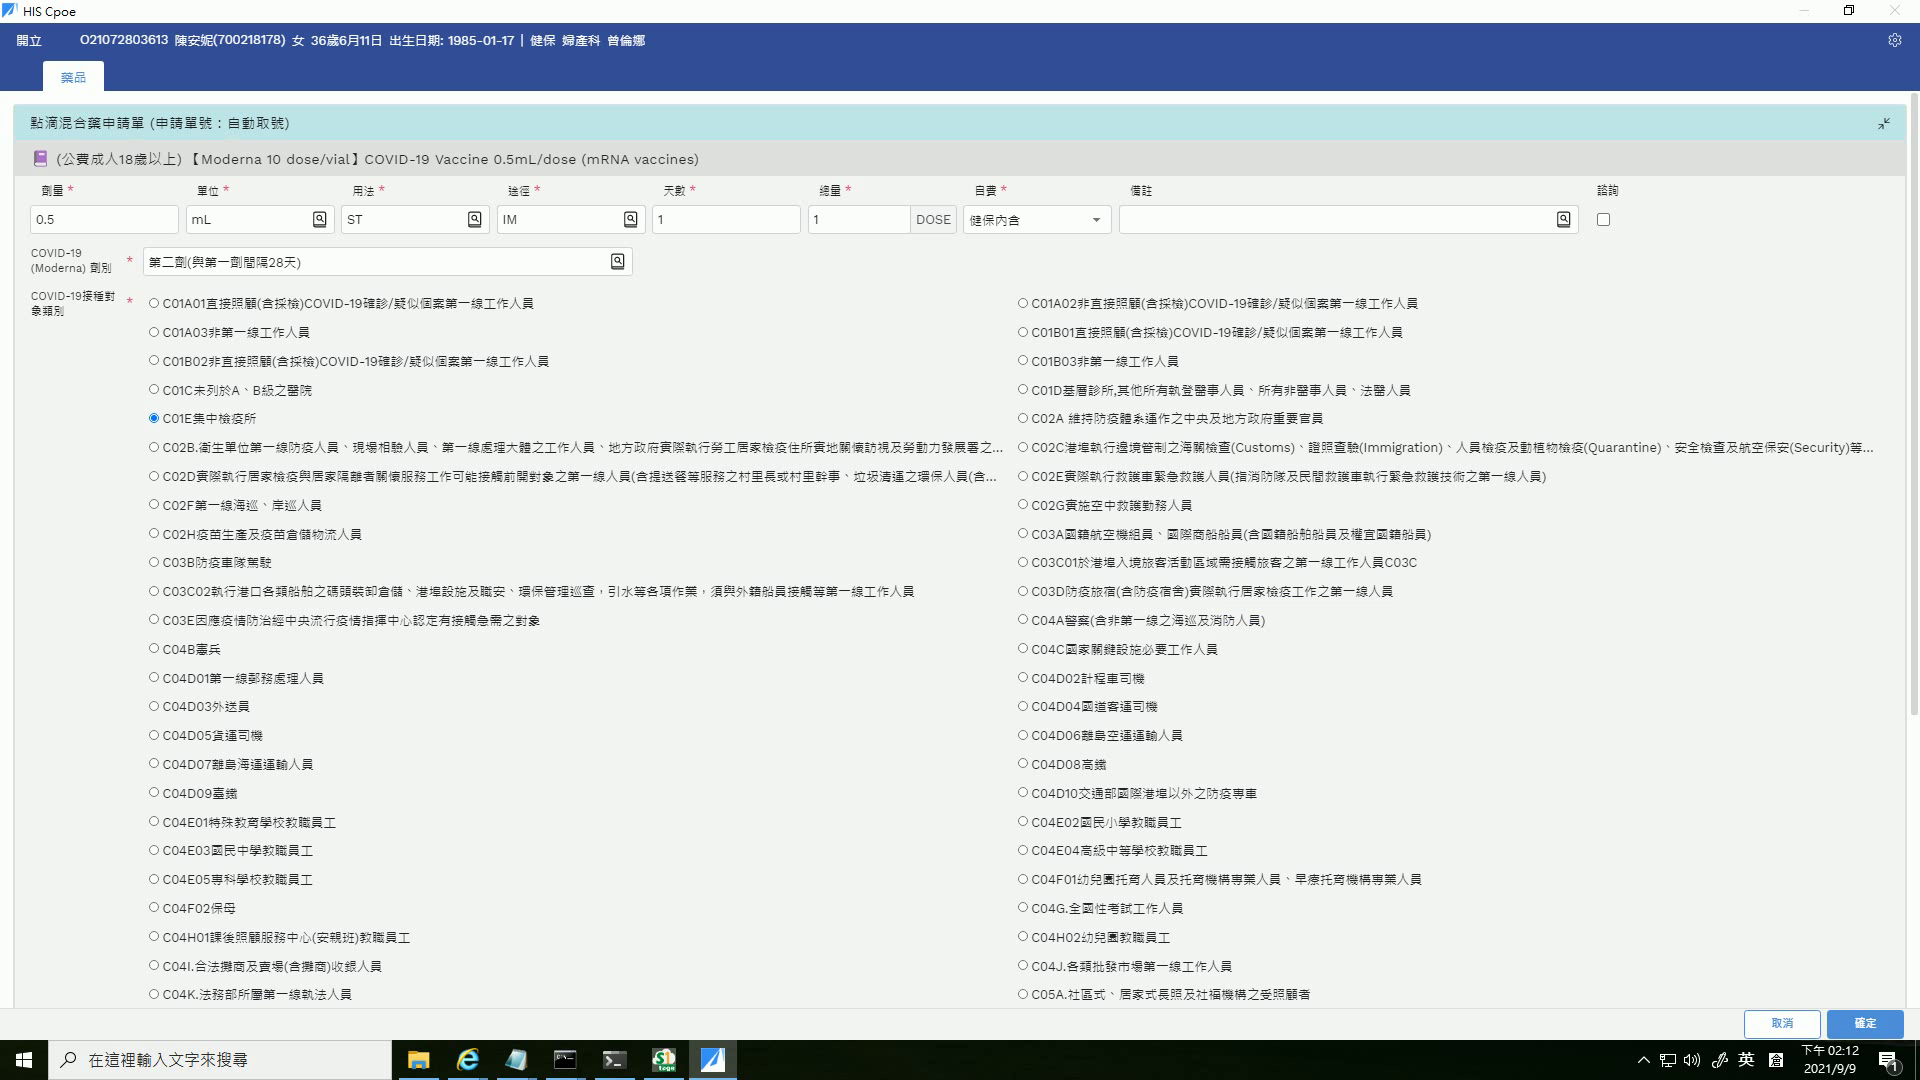 HIS Cpoe
開立 O21072803613 陳安妮(700218178) 女 36歲6月11日 出生日期: 1985-01-17 | 健保 婦產科 曾倫娜
藥品
點滴混合藥申請單 (申請單號：自動取號)
(公費成人18歲以上) 【Moderna 10 dose/vial】COVID-19 Vaccine 0.5mL/dose (mRNA vaccines)
劑量 * 單位 * 用法 * 途徑 * 天數 * 總量 * 自費 * 備註 諮詢
0.5 mL ST IM 1 1 DOSE 健保內含
COVID-19 (Moderna) 劑別 * 第二劑(與第一劑間隔28天)
COVID-19接種對象類別 *
C01A01直接照顧(含採檢)COVID-19確診/疑似個案第一線工作人員
C01A02非直接照顧(含採檢)COVID-19確診/疑似個案第一線工作人員
C01A03非第一線工作人員
C01B01直接照顧(含採檢)COVID-19確診/疑似個案第一線工作人員
C01B02非直接照顧(含採檢)COVID-19確診/疑似個案第一線工作人員
C01B03非第一線工作人員
C01C未列於A、B級之醫院
C01D基層診所,其他所有執登醫事人員、所有非醫事人員、法醫人員
C01E集中檢疫所
C02A 維持防疫體系運作之中央及地方政府重要官員
C02B.衛生單位第一線防疫人員、現場相驗人員、第一線處理大體之工作人員、地方政府實際執行勞工居家檢疫住所實地關懷訪視及勞動力發展署之...
C02C港埠執行邊境管制之海關檢查(Customs)、證照查驗(Immigration)、人員檢疫及動植物檢疫(Quarantine)、安全檢查及航空保安(Security)等...
C02D實際執行居家檢疫與居家隔離者關懷服務工作可能接觸前開對象之第一線人員(含提送餐等服務之村里長或村里幹事、垃圾清運之環保人員(含...
C02E實際執行救護車緊急救護人員(指消防隊及民間救護車執行緊急救護技術之第一線人員)
C02F第一線海巡、岸巡人員
C02G實施空中救護勤務人員
C02H疫苗生產及疫苗倉儲物流人員
C03A國籍航空機組員、國際商船船員(含國籍船舶船員及權宜國籍船員)
C03B防疫車隊駕駛
C03C01於港埠入境旅客活動區域需接觸旅客之第一線工作人員C03C
C03C02執行港口各類船舶之碼頭裝卸倉儲、港埠設施及職安、環保管理巡查，引水等各項作業，須與外籍船員接觸等第一線工作人員
C03D防疫旅宿(含防疫宿舍)實際執行居家檢疫工作之第一線人員
C03E因應疫情防治經中央流行疫情指揮中心認定有接觸急需之對象
C04A警察(含非第一線之海巡及消防人員)
C04B憲兵
C04C國家關鍵設施必要工作人員
C04D01第一線郵務處理人員
C04D02計程車司機
C04D03外送員
C04D04國道客運司機
C04D05貨運司機
C04D06離島空運運輸人員
C04D07離島海運運輸人員
C04D08高鐵
C04D09臺鐵
C04D10交通部國際港埠以外之防疫專車
C04E01特殊教育學校教職員工
C04E02國民小學教職員工
C04E03國民中學教職員工
C04E04高級中等學校教職員工
C04E05專科學校教職員工
C04F01幼兒園托育人員及托育機構專業人員、早療托育機構專業人員
C04F02保母
C04G.全國性考試工作人員
C04H01課後照顧服務中心(安親班)教職員工
C04H02幼兒園教職員工
C04I.合法攤商及賣場(含攤商)收銀人員
C04J.各類批發市場第一線工作人員
C04K.法務部所屬第一線執法人員
C05A.社區式、居家式長照及社福機構之受照顧者
取消 確定
在這裡輸入文字來搜尋
英 下午 02:12
2021/9/9
1